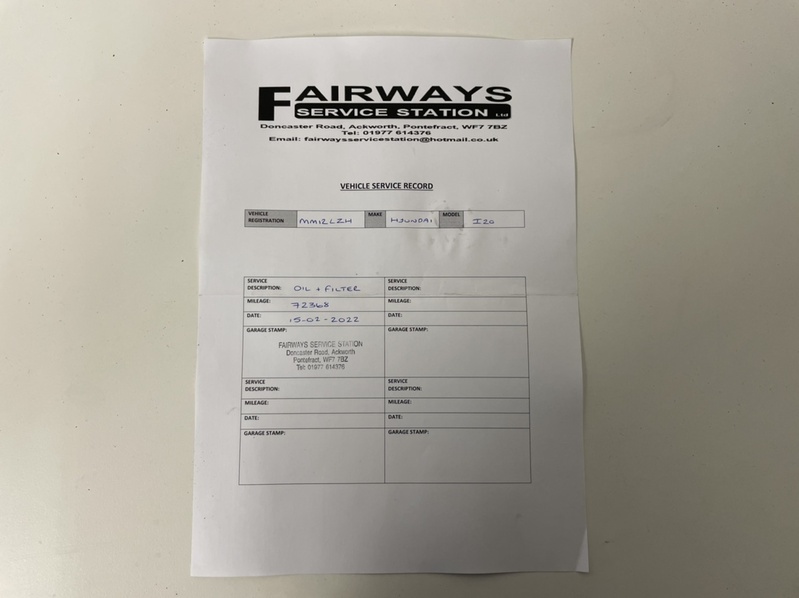 FAIRWAYS
SERVICE STATION Ltd
Doncaster Road, Ackworth, Pontefract, WF7 7BZ
Tel: 01977 614376
Email: fairwaysservicestation@hotmail.co.uk
VEHICLE SERVICE RECORD
VEHICLE REGISTRATION MM12LZH MAKE HJUNDAI MODEL I20
SERVICE DESCRIPTION: OIL + FILTER
MILEAGE: 72368
DATE: 15-02-2022
GARAGE STAMP:
FAIRWAYS SERVICE STATION
Doncaster Road, Ackworth
Pontefract, WF7 7BZ
Tel: 01977 614376
SERVICE DESCRIPTION:
MILEAGE:
DATE:
GARAGE STAMP:
SERVICE DESCRIPTION:
MILEAGE:
DATE:
GARAGE STAMP:
SERVICE DESCRIPTION:
MILEAGE:
DATE:
GARAGE STAMP: